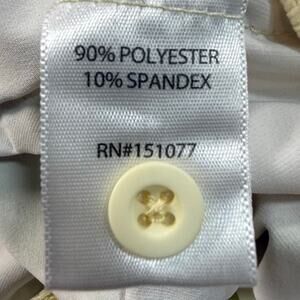 90% POLYESTER
10% SPANDEX
RN#151077